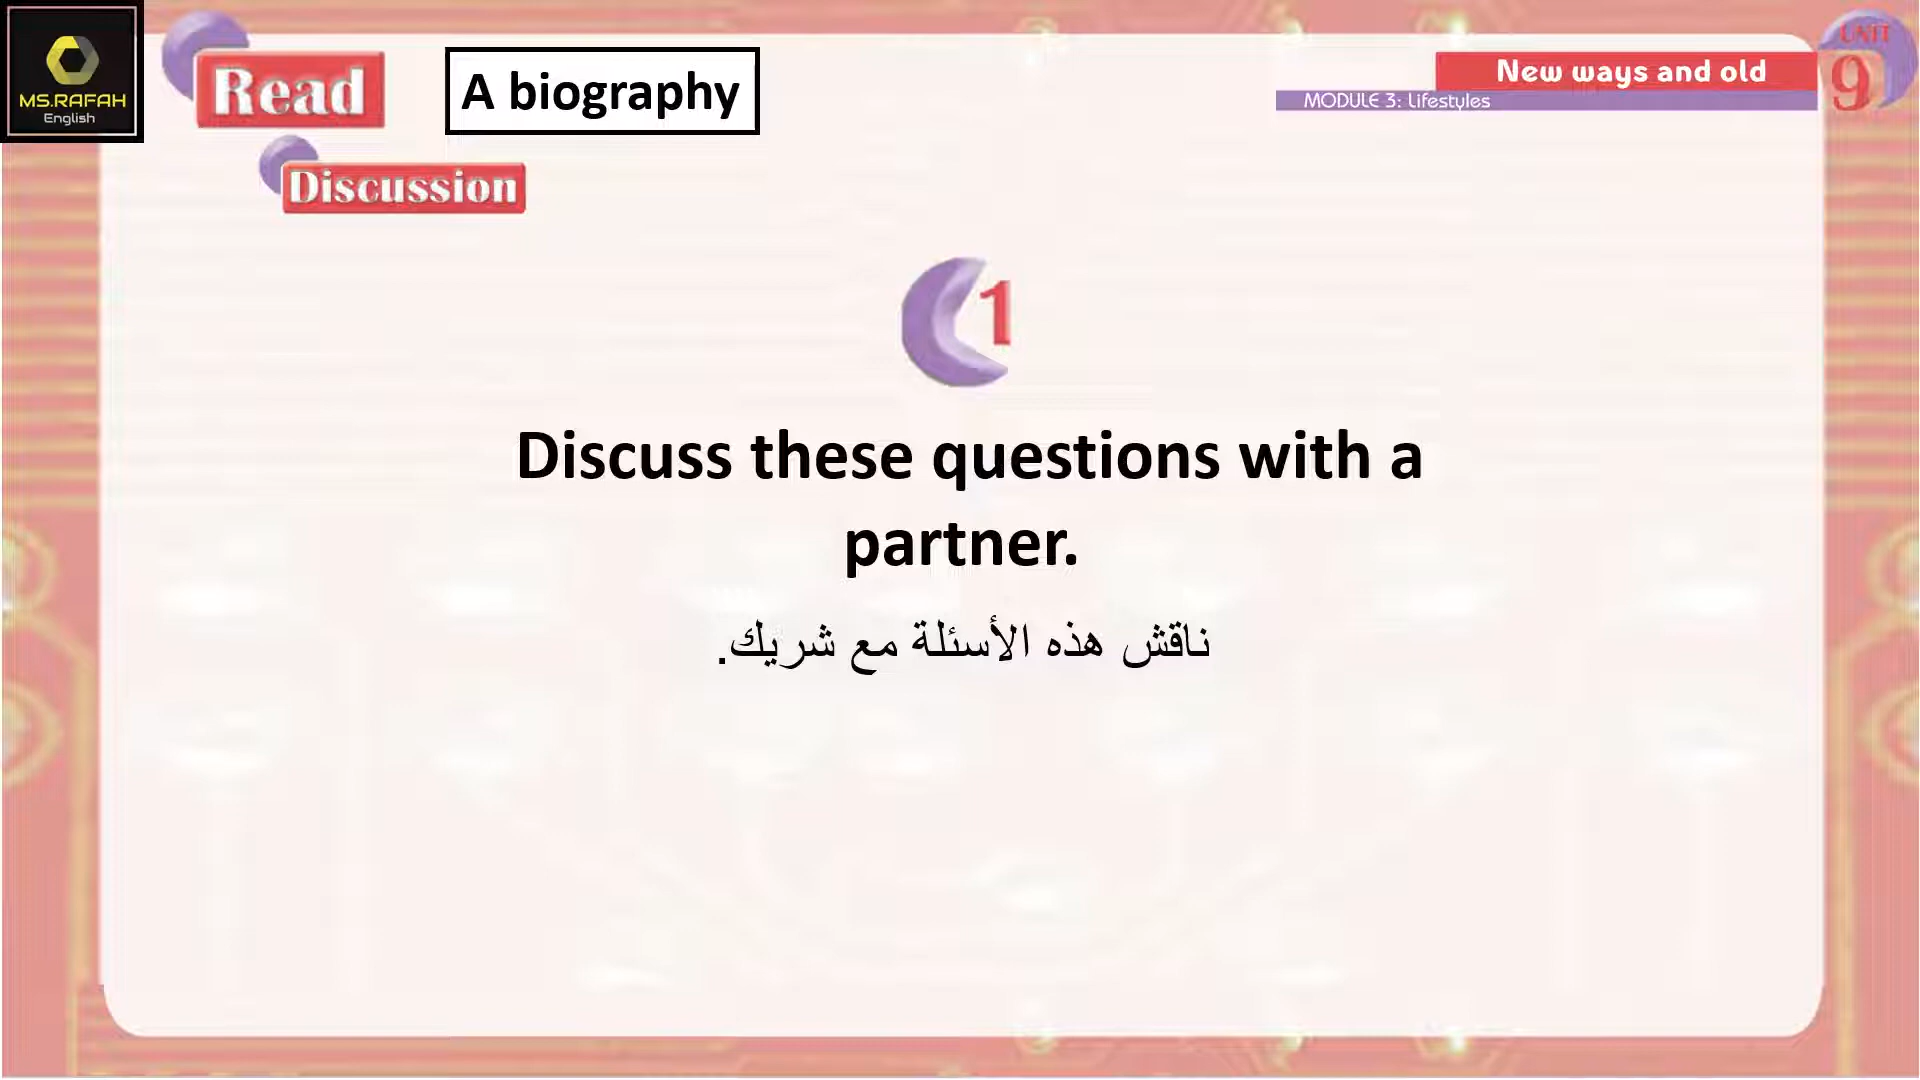 MS.RAFAH
English
Read
A biography
New ways and old
MODULE 3: Lifestyles
UNIT
9
Discussion
1
Discuss these questions with a
partner.
ناقش هذه الأسئلة مع شريك.